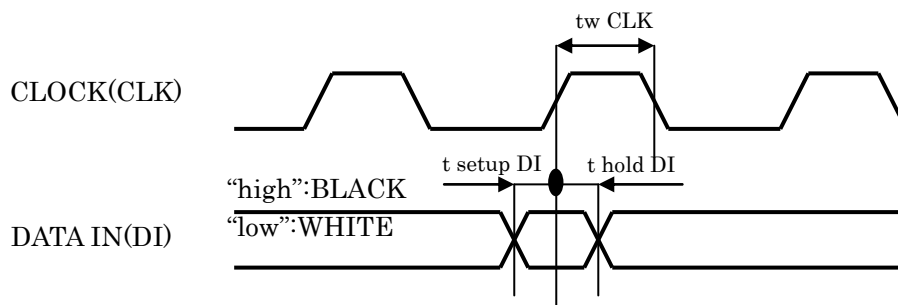 tw CLK
CLOCK(CLK)
t setup DI
t hold DI
“high”:BLACK
“low”:WHITE
DATA IN(DI)